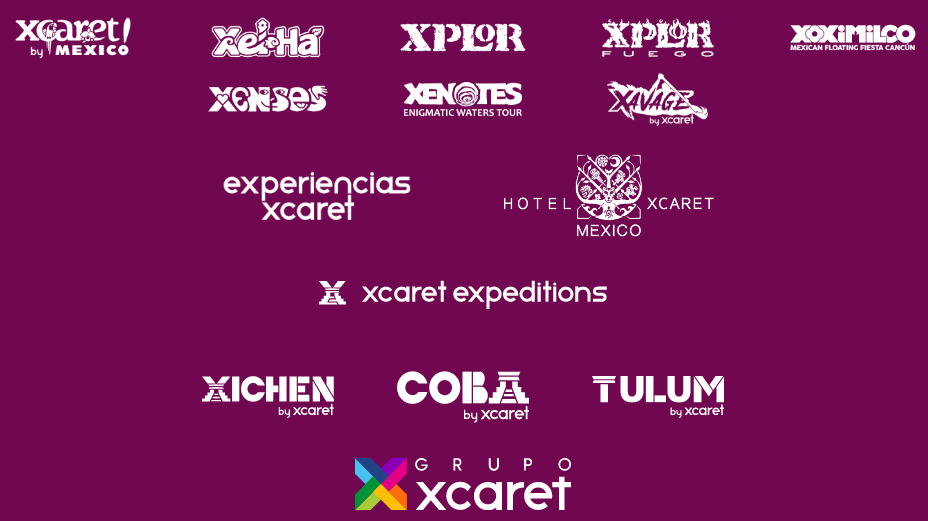 xcaret!
by MEXICO
Xel-Há
XPLOR
XPLOR
FUEGO
XOXiMiLCO
MEXICAN FLOATING FIESTA CANCÚN
XENSES
XENOTES
ENIGMATIC WATERS TOUR
XAVAGE
by xcaret
experiencias
xcaret
HOTEL XCARET
MEXICO
xcaret expeditions
XICHEN
by xcaret
COBA
by xcaret
TULUM
by xcaret
GRUPO
xcaret